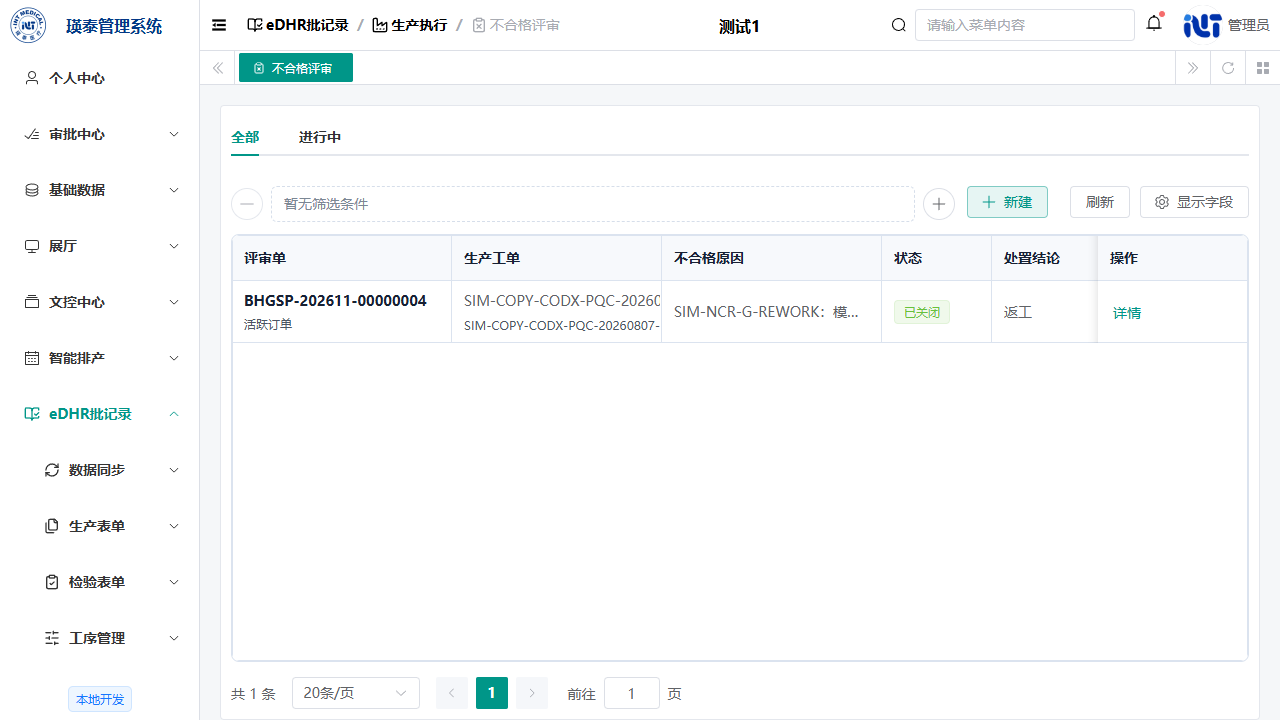 瑛泰管理系统
eDHR批记录 / 生产执行 / 不合格评审
测试1
请输入菜单内容
管理员
不合格评审
个人中心
审批中心
基础数据
展厅
文控中心
智能排产
eDHR批记录
数据同步
生产表单
检验表单
工序管理
本地开发
全部
进行中
暂无筛选条件
新建
刷新
显示字段
评审单 生产工单 不合格原因 状态 处置结论 操作
BHGSP-202611-00000004
活跃订单
SIM-COPY-CODX-PQC-20260
SIM-COPY-CODX-PQC-20260807-
SIM-NCR-G-REWORK：模...
已关闭
返工
详情
共 1 条
20条/页
1
前往 1 页